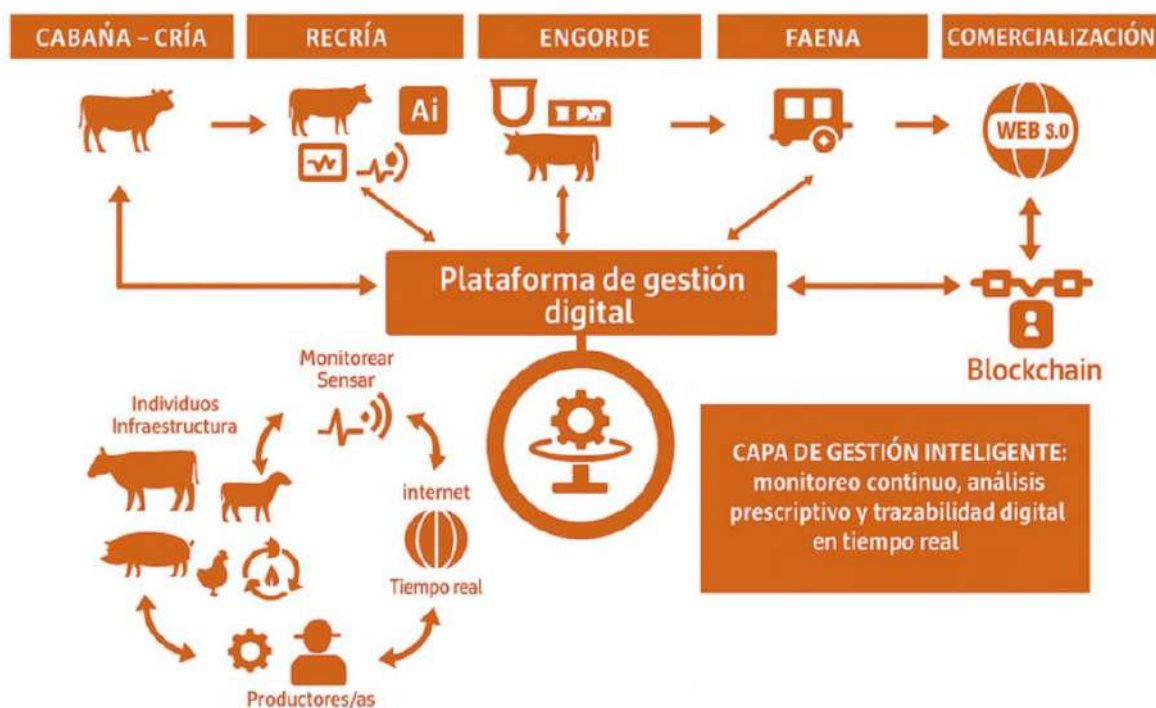 CABAÑA – CRÍA
RECRÍA
ENGORDE
FAENA
COMERCIALIZACIÓN
Ai
WEB 3.0
Plataforma de gestión
digital
Blockchain
Monitorear
Sensar
Individuos
Infraestructura
internet
Tiempo real
Productores/as
CAPA DE GESTIÓN INTELIGENTE:
monitoreo continuo, análisis
prescriptivo y trazabilidad digital
en tiempo real